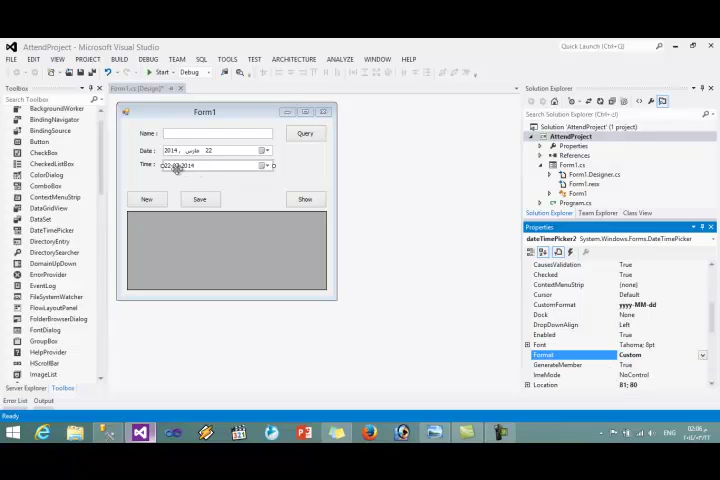 AttendProject - Microsoft Visual Studio
Quick Launch (Ctrl+Q)
FILE EDIT VIEW PROJECT BUILD DEBUG TEAM SQL TOOLS TEST ARCHITECTURE ANALYZE WINDOW HELP
Start Debug
Toolbox
Search Toolbox
BackgroundWorker
BindingNavigator
BindingSource
Button
CheckBox
CheckedListBox
ColorDialog
ComboBox
ContextMenuStrip
DataGridView
DataSet
DateTimePicker
DirectoryEntry
DirectorySearcher
DomainUpDown
ErrorProvider
EventLog
FileSystemWatcher
FlowLayoutPanel
FolderBrowserDialog
FontDialog
GroupBox
HelpProvider
HScrollBar
ImageList
Server Explorer Toolbox
Error List Output
Ready
Form1.cs [Design]*
Form1
Name :
Query
Date :
2014 , مارس 22
Time :
22-03-2014
New
Save
Show
Solution Explorer
Search Solution Explorer (Ctrl+;)
Solution 'AttendProject' (1 project)
AttendProject
Properties
References
Form1.cs
Form1.Designer.cs
Form1.resx
Form1
Program.cs
Solution Explorer Team Explorer Class View
Properties
dateTimePicker2 System.Windows.Forms.DateTimePicker
CausesValidation True
Checked True
ContextMenuStrip (none)
Cursor Default
CustomFormat yyyy-MM-dd
Dock None
DropDownAlign Left
Enabled True
Font Tahoma; 8pt
Format Custom
GenerateMember True
ImeMode NoControl
Location 81; 80
ENG
02:06 م